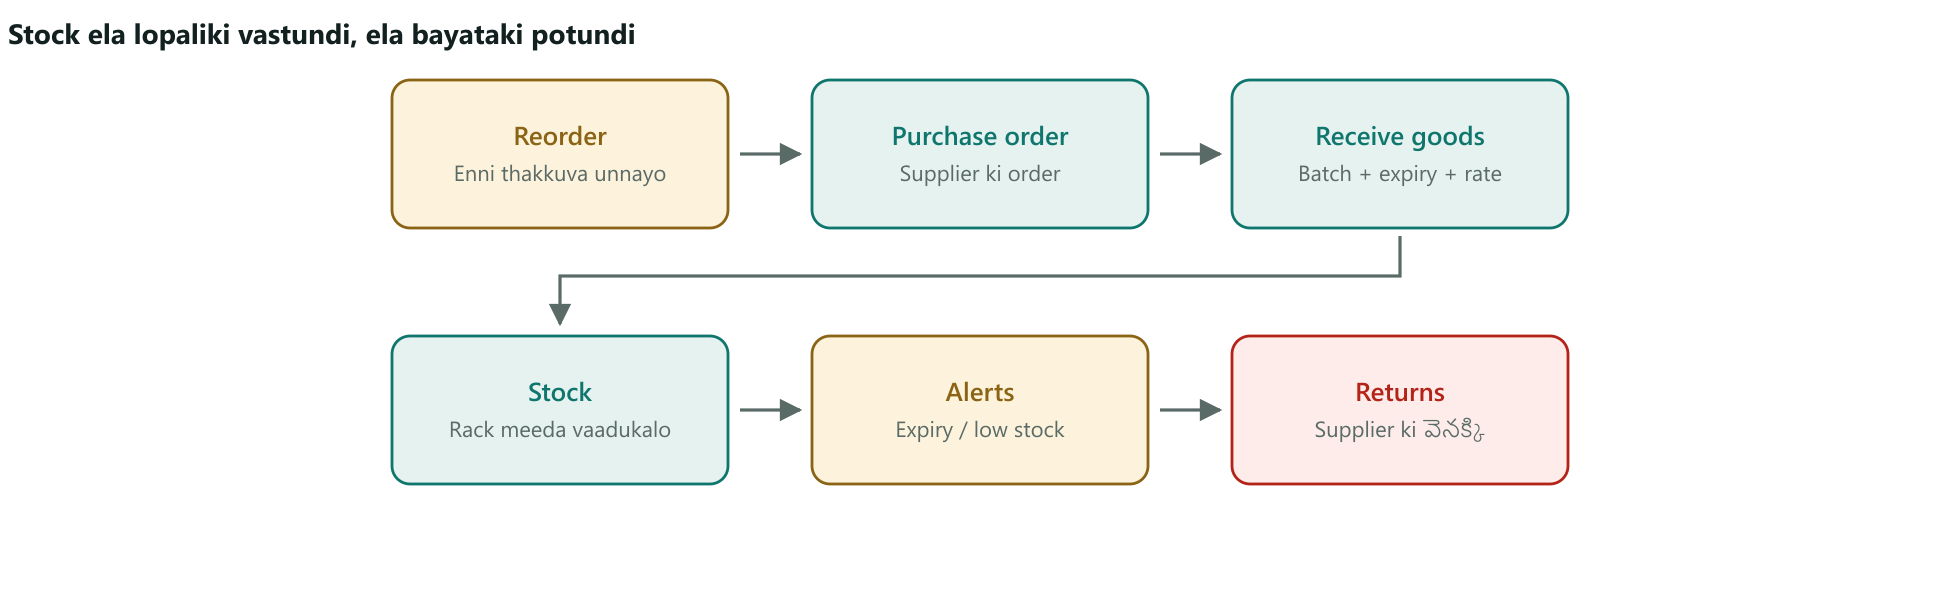 Stock ela lopaliki vastundi, ela bayataki potundi
Reorder
Enni thakkuva unnayo
Purchase order
Supplier ki order
Receive goods
Batch + expiry + rate
Stock
Rack meeda vaadukalo
Alerts
Expiry / low stock
Returns
Supplier ki వెనక్కి